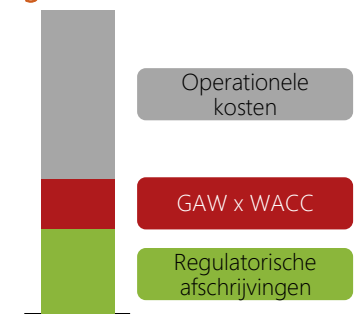 Operationele
kosten
GAW x WACC
Regulatorische
afschrijvingen